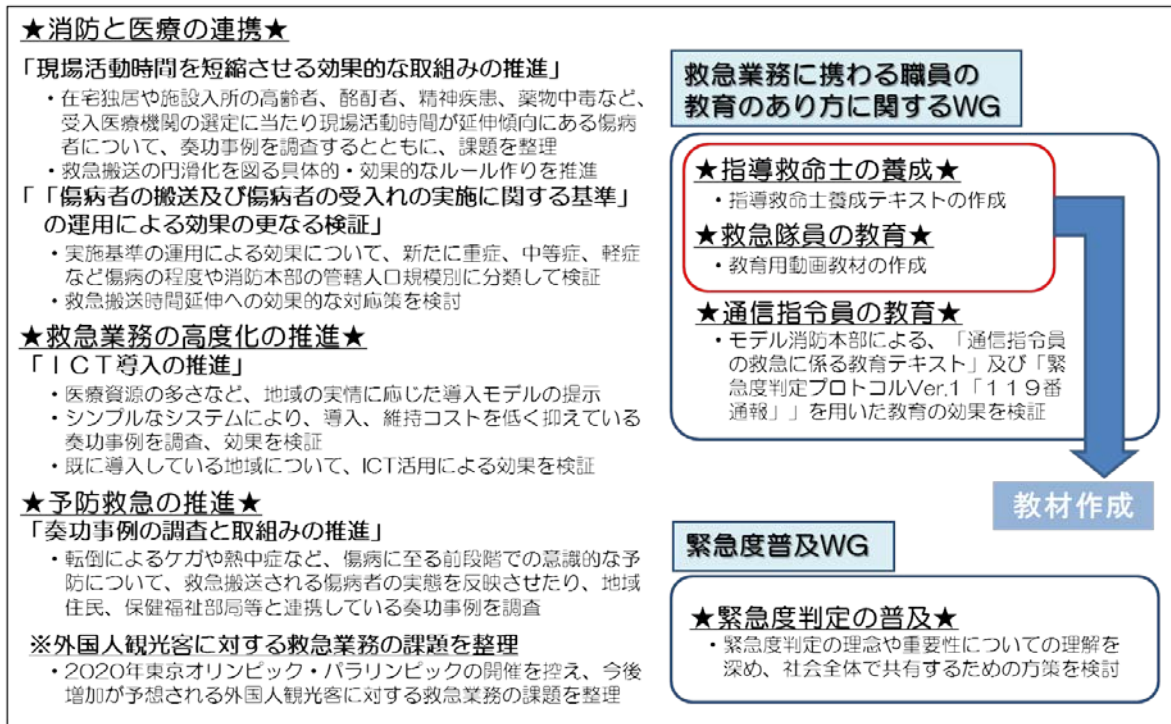 ★消防と医療の連携★
「現場活動時間を短縮させる効果的な取組みの推進」
・在宅独居や施設入所の高齢者、酩酊者、精神疾患、薬物中毒など、
受入医療機関の選定に当たり現場活動時間が延伸傾向にある傷病
者について、奏功事例を調査するとともに、課題を整理
・救急搬送の円滑化を図る具体的・効果的なルール作りを推進
「「傷病者の搬送及び傷病者の受入れの実施に関する基準」
の運用による効果の更なる検証」
・実施基準の運用による効果について、新たに重症、中等症、軽症
など傷病の程度や消防本部の管轄人口規模別に分類して検証
・救急搬送時間延伸への効果的な対応策を検討
★救急業務の高度化の推進★
「ＩＣＴ導入の推進」
・医療資源の多さなど、地域の実情に応じた導入モデルの提示
・シンプルなシステムにより、導入、維持コストを低く抑えている
奏功事例を調査、効果を検証
・既に導入している地域について、ICT活用による効果を検証
★予防救急の推進★
「奏功事例の調査と取組みの推進」
・転倒によるケガや熱中症など、傷病に至る前段階での意識的な予
防について、救急搬送される傷病者の実態を反映させたり、地域
住民、保健福祉部局等と連携している奏功事例を調査
※外国人観光客に対する救急業務の課題を整理
・2020年東京オリンピック・パラリンピックの開催を控え、今後
増加が予想される外国人観光客に対する救急業務の課題を整理
救急業務に携わる職員の
教育のあり方に関するWG
★指導救命士の養成★
・指導救命士養成テキストの作成
★救急隊員の教育★
・教育用動画教材の作成
★通信指令員の教育★
・モデル消防本部による、「通信指令員
の救急に係る教育テキスト」及び「緊
急度判定プロトコルVer.1「１１９番
通報」」を用いた教育の効果を検証
教材作成
緊急度普及WG
★緊急度判定の普及★
・緊急度判定の理念や重要性についての理解を
深め、社会全体で共有するための方策を検討